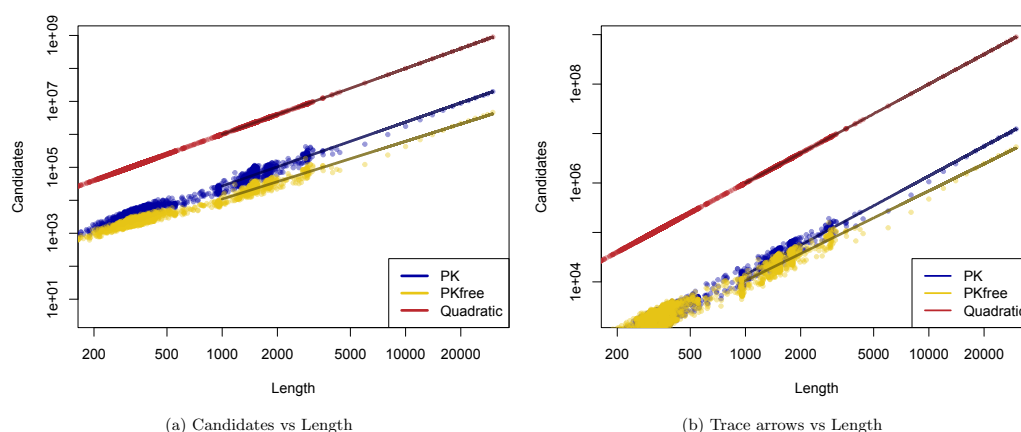 Candidates
1e+01 1e+03 1e+05 1e+07 1e+09
200 500 1000 2000 5000 10000 20000
Length
PK
PKfree
Quadratic
(a) Candidates vs Length
Candidates
1e+04 1e+06 1e+08
200 500 1000 2000 5000 10000 20000
Length
PK
PKfree
Quadratic
(b) Trace arrows vs Length